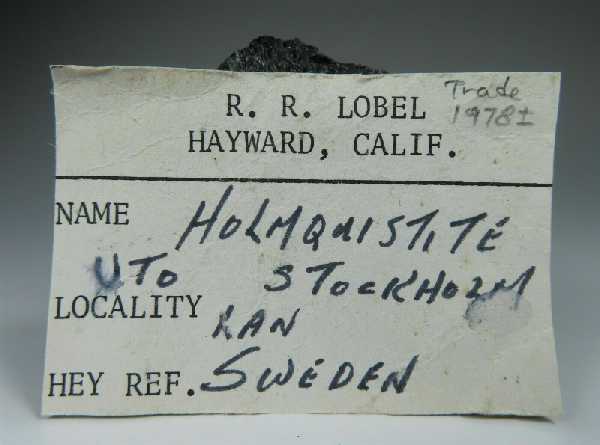 R. R. LOBEL Trade
HAYWARD, CALIF. 1978±
NAME HOLMQUISTITE
UTO STOCKHOLM
LOCALITY LAN
HEY REF. SWEDEN